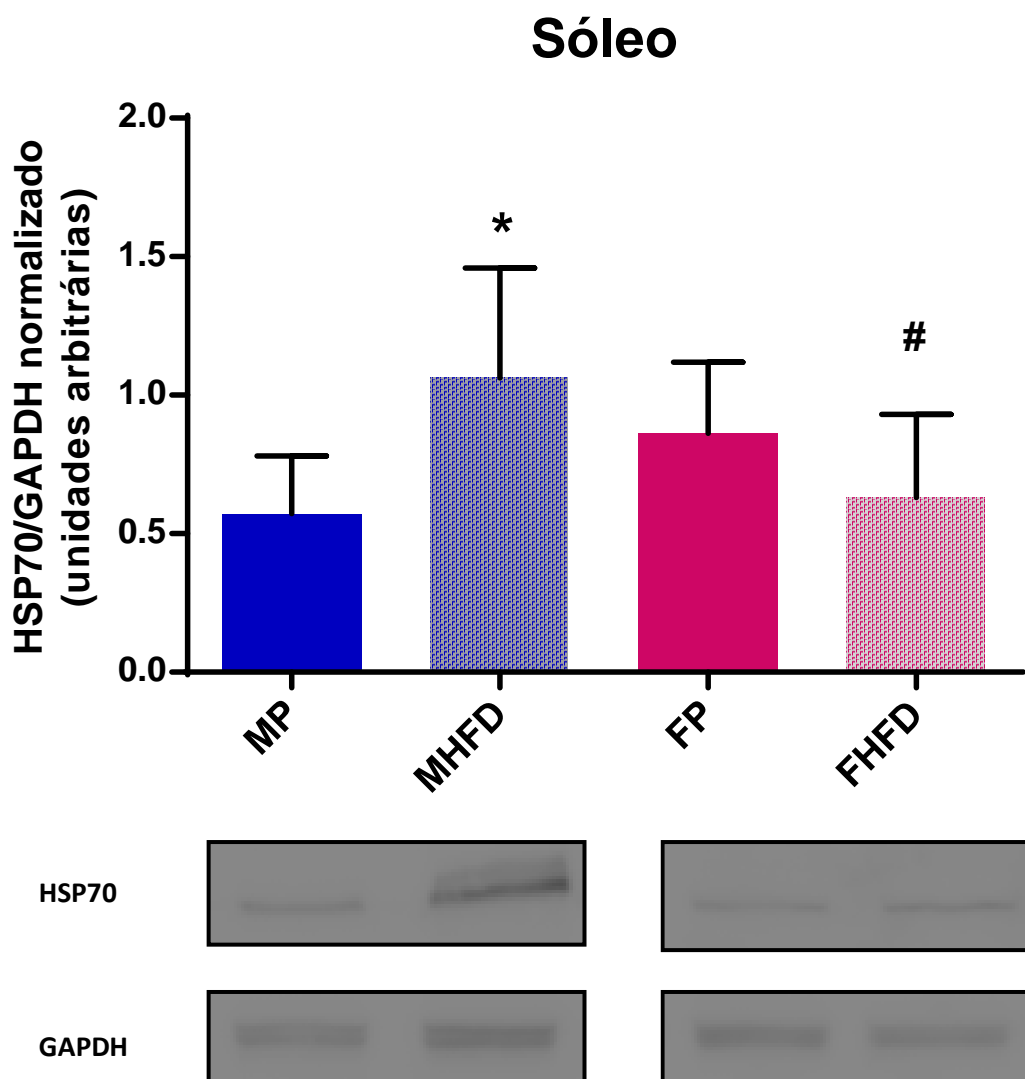 Sóleo
HSP70/GAPDH normalizado
(unidades arbitrárias)
2.0
1.5
1.0
0.5
0.0
*
#
MP
MHFD
FP
FHFD
HSP70
GAPDH